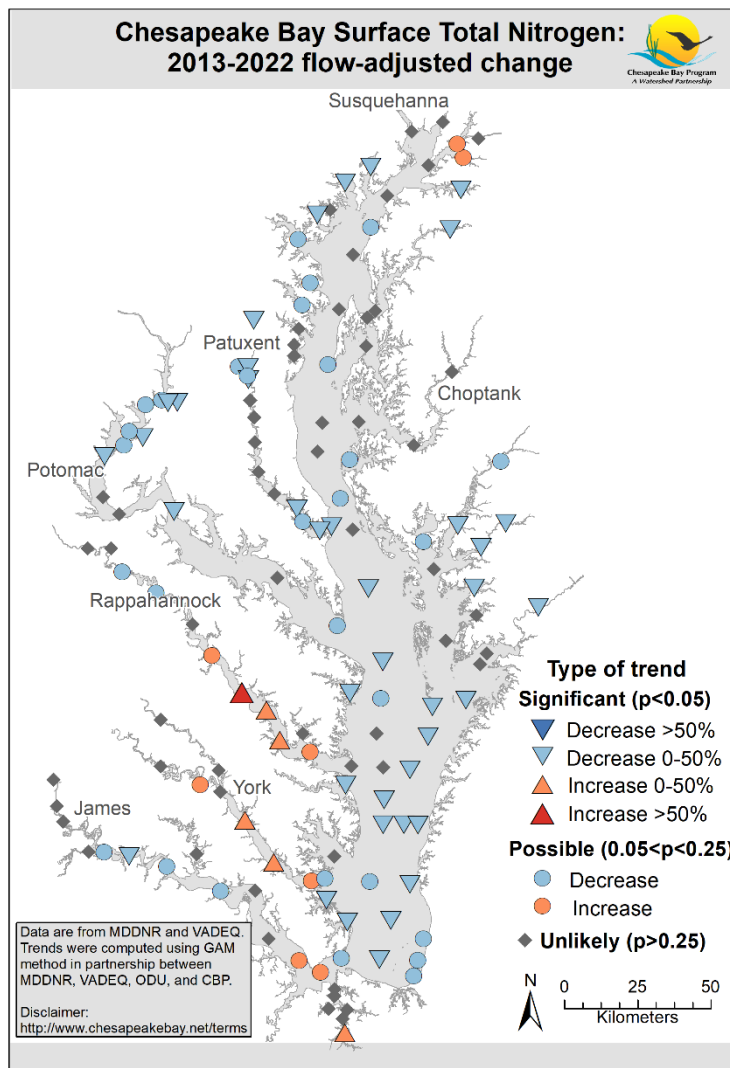 Chesapeake Bay Surface Total Nitrogen:
2013-2022 flow-adjusted change
Chesapeake Bay Program
A Watershed Partnership
Susquehanna
Patuxent
Choptank
Potomac
Rappahannock
York
James
Type of trend
Significant (p<0.05)
Decrease >50%
Decrease 0-50%
Increase 0-50%
Increase >50%
Possible (0.05<p<0.25)
Decrease
Increase
Unlikely (p>0.25)
Data are from MDDNR and VADEQ.
Trends were computed using GAM
method in partnership between
MDDNR, VADEQ, ODU, and CBP.
Disclaimer:
http://www.chesapeakebay.net/terms
N
0 25 50
Kilometers